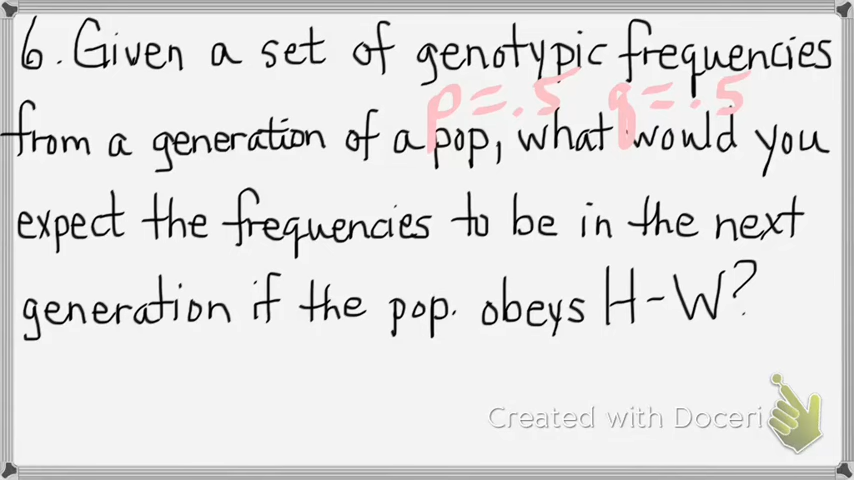 6. Given a set of genotypic frequencies
p = .5 q = .5
from a generation of a pop, what would you
expect the frequencies to be in the next
generation if the pop. obeys H-W?
Created with Doceri